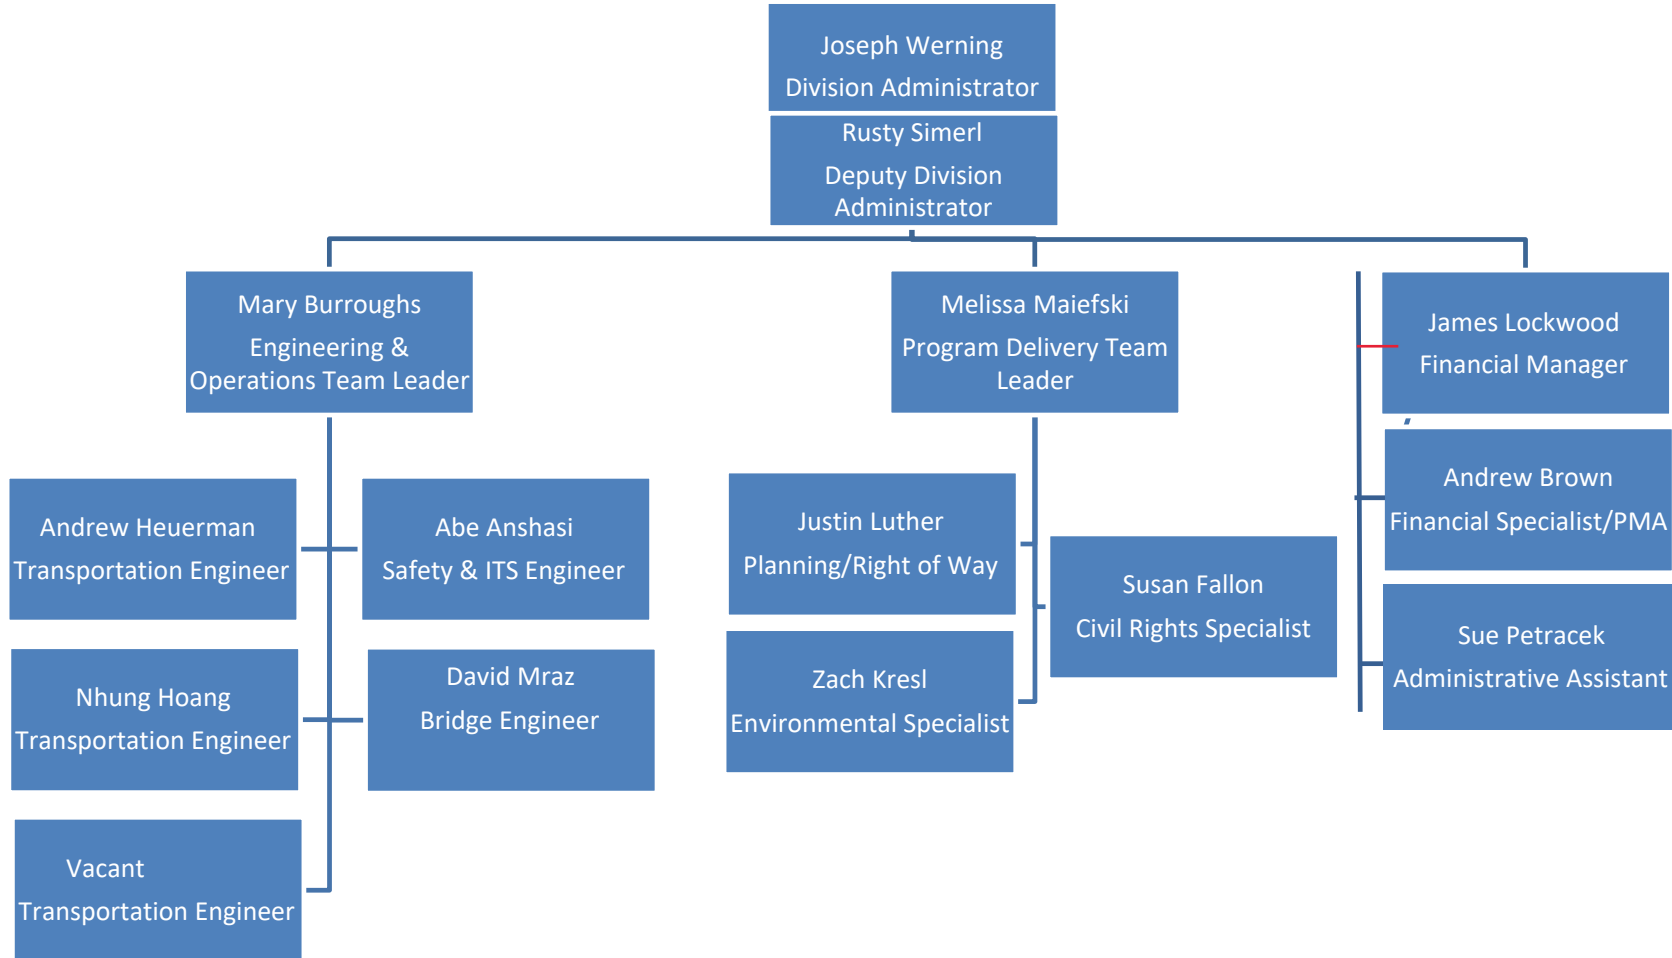 Joseph Werning
Division Administrator
Rusty Simerl
Deputy Division
Administrator
Mary Burroughs
Engineering &
Operations Team Leader
Melissa Maiefski
Program Delivery Team
Leader
James Lockwood
Financial Manager
Andrew Heuerman
Transportation Engineer
Abe Anshasi
Safety & ITS Engineer
Nhung Hoang
Transportation Engineer
David Mraz
Bridge Engineer
Vacant
Transportation Engineer
Justin Luther
Planning/Right of Way
Susan Fallon
Civil Rights Specialist
Zach Kresl
Environmental Specialist
Andrew Brown
Financial Specialist/PMA
Sue Petracek
Administrative Assistant